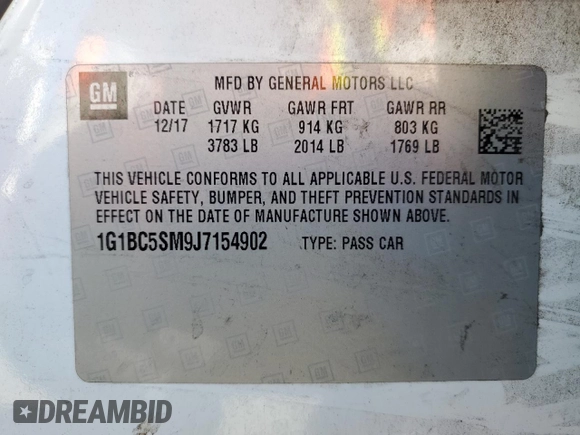 GM
MFD BY GENERAL MOTORS LLC
DATE GVWR GAWR FRT GAWR RR
12/17 1717 KG 914 KG 803 KG
3783 LB 2014 LB 1769 LB
THIS VEHICLE CONFORMS TO ALL APPLICABLE U.S. FEDERAL MOTOR
VEHICLE SAFETY, BUMPER, AND THEFT PREVENTION STANDARDS IN
EFFECT ON THE DATE OF MANUFACTURE SHOWN ABOVE.
1G1BC5SM9J7154902 TYPE: PASS CAR
DREAMBID